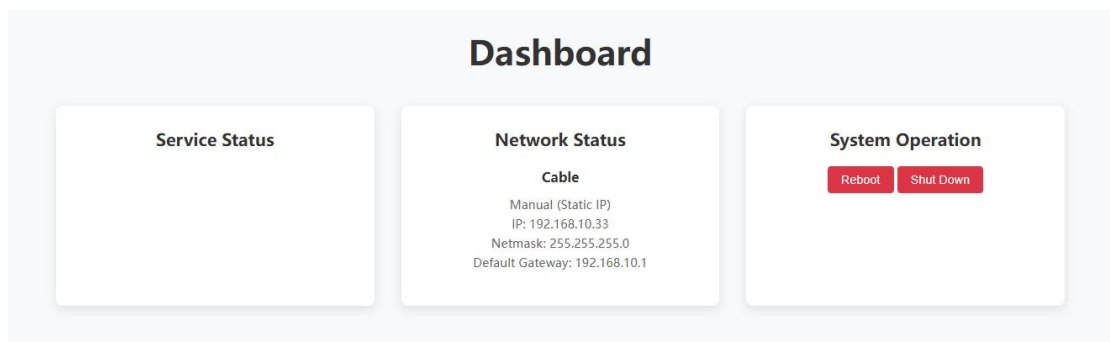 Dashboard
Service Status
Network Status
Cable
Manual (Static IP)
IP: 192.168.10.33
Netmask: 255.255.255.0
Default Gateway: 192.168.10.1
System Operation
Reboot
Shut Down